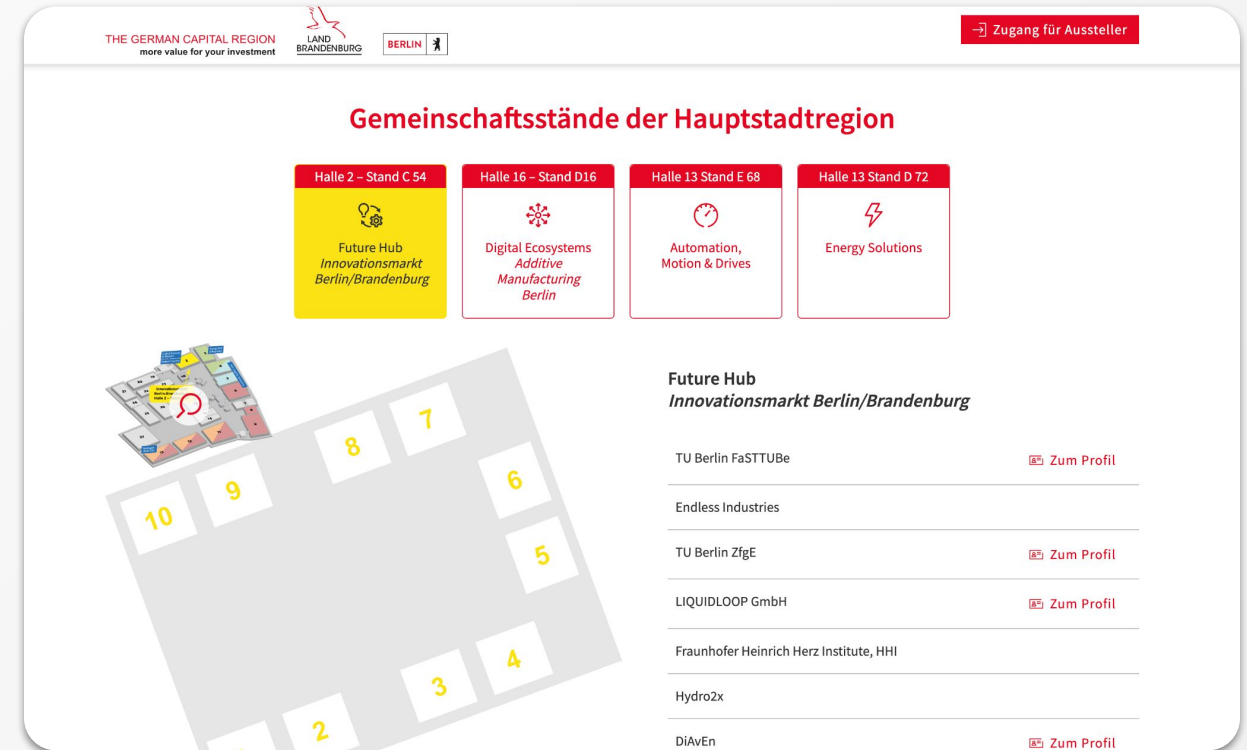 THE GERMAN CAPITAL REGION
more value for your investment
LAND
BRANDENBURG
BERLIN
Zugang für Aussteller
Gemeinschaftsstände der Hauptstadtregion
Halle 2 – Stand C 54
Future Hub
Innovationsmarkt
Berlin/Brandenburg
Halle 16 – Stand D16
Digital Ecosystems
Additive
Manufacturing
Berlin
Halle 13 Stand E 68
Automation,
Motion & Drives
Halle 13 Stand D 72
Energy Solutions
10
9
8
7
6
5
4
3
2
Future Hub
Innovationsmarkt Berlin/Brandenburg
TU Berlin FaSTTUBe
Zum Profil
Endless Industries
TU Berlin ZfgE
Zum Profil
LIQUIDLOOP GmbH
Zum Profil
Fraunhofer Heinrich Herz Institute, HHI
Hydro2x
DiAvEn
Zum Profil